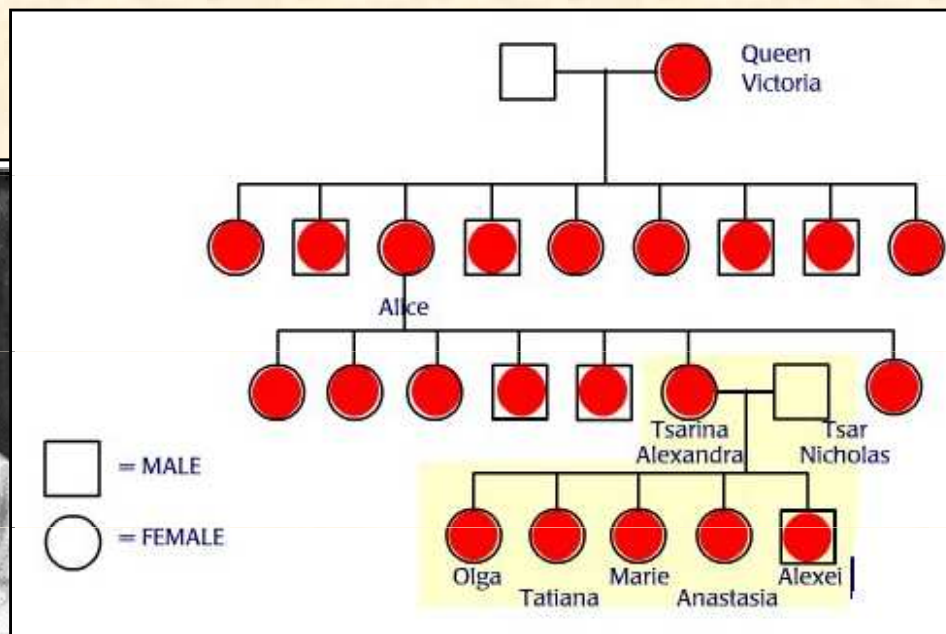 Queen
Victoria
Alice
Tsarina
Alexandra
Tsar
Nicholas
= MALE
= FEMALE
Olga
Tatiana
Marie
Anastasia
Alexei